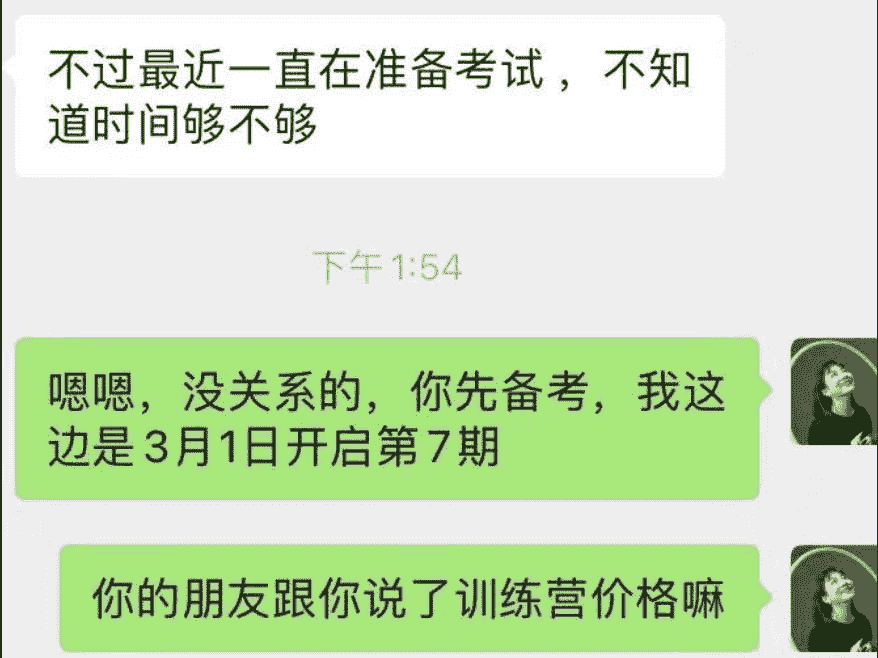 不过最近一直在准备考试，不知
道时间够不够
下午1:54
嗯嗯，没关系的，你先备考，我这
边是3月1日开启第7期
你的朋友跟你说了训练营价格嘛